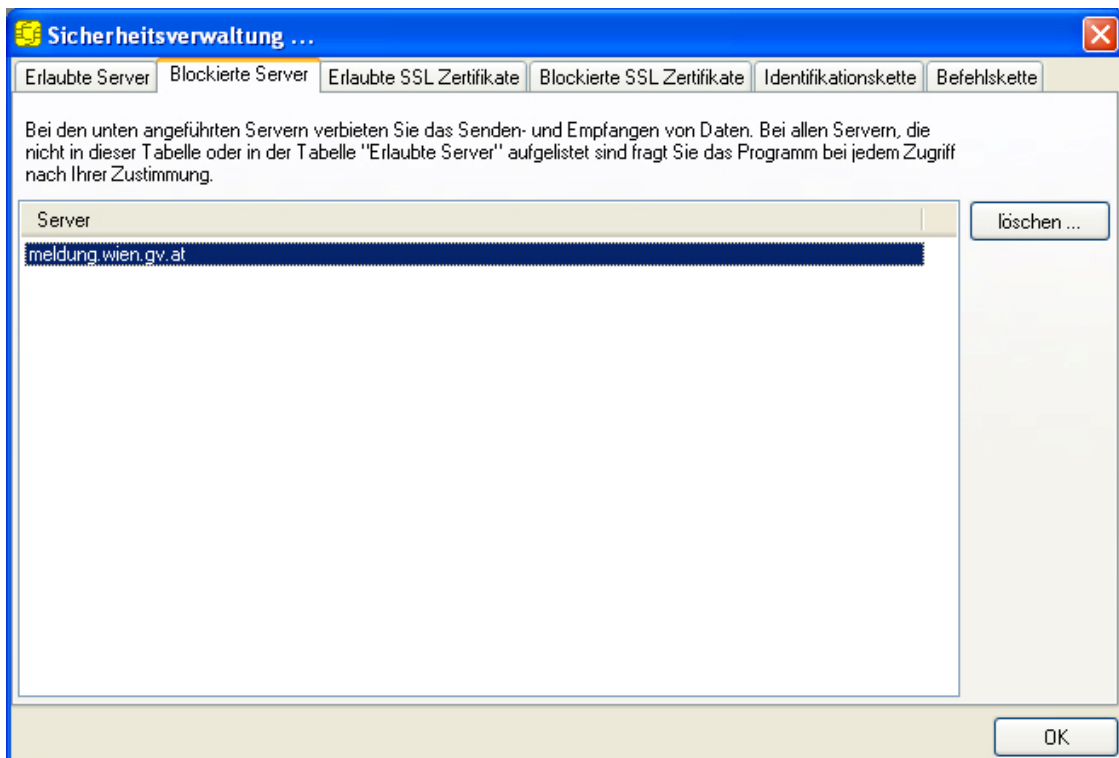 Sicherheitsverwaltung ...
Erlaubte Server Blockierte Server Erlaubte SSL Zertifikate Blockierte SSL Zertifikate Identifikationskette Befehlskette
Bei den unten angeführten Servern verbieten Sie das Senden- und Empfangen von Daten. Bei allen Servern, die
nicht in dieser Tabelle oder in der Tabelle "Erlaubte Server" aufgelistet sind fragt Sie das Programm bei jedem Zugriff
nach Ihrer Zustimmung.
Server
löschen ...
meldung.wien.gv.at
OK